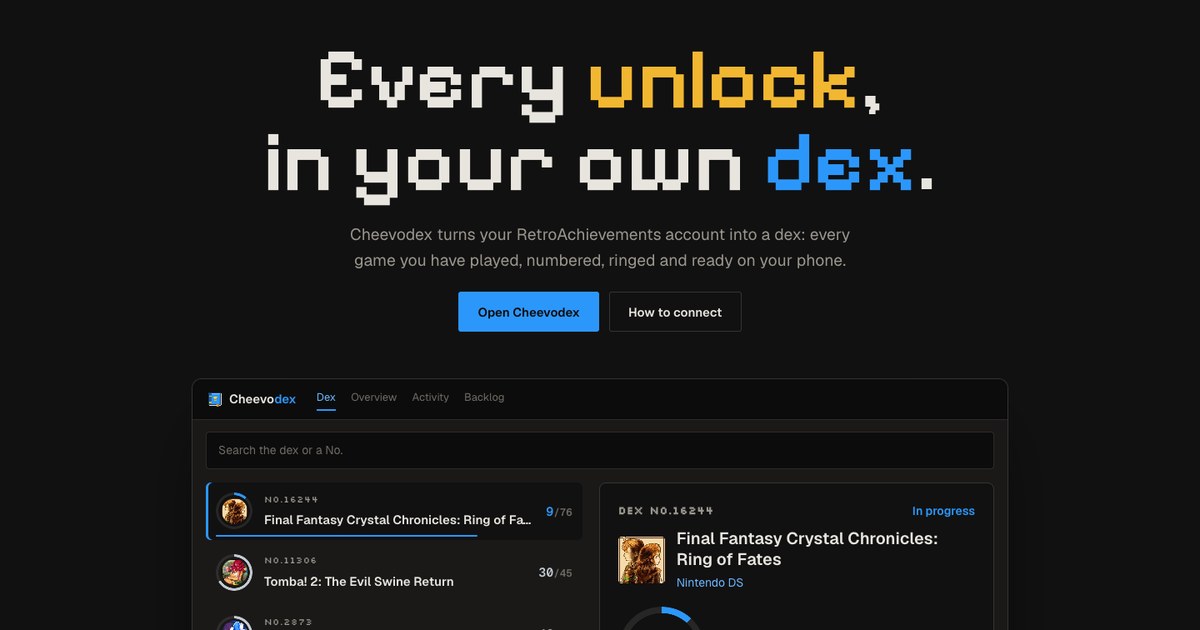 Every unlock,
in your own dex.
Cheevodex turns your RetroAchievements account into a dex: every
game you have played, numbered, ringed and ready on your phone.
Open Cheevodex
How to connect
Cheevodex
Dex
Overview
Activity
Backlog
Search the dex or a No.
NO.16244
Final Fantasy Crystal Chronicles: Ring of Fa...
9/76
NO.11306
Tomba! 2: The Evil Swine Return
30/45
NO.2873
DEX NO.16244
In progress
Final Fantasy Crystal Chronicles:
Ring of Fates
Nintendo DS